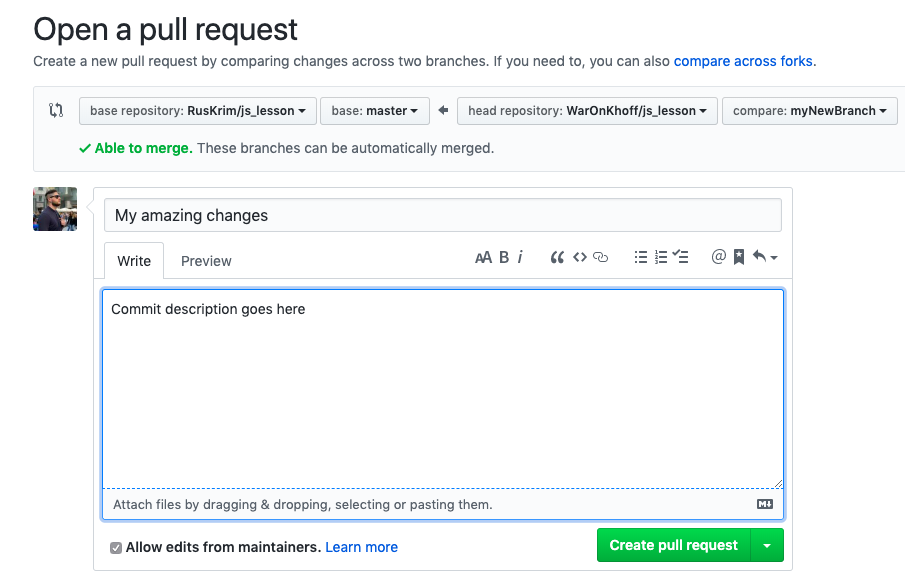 Open a pull request
Create a new pull request by comparing changes across two branches. If you need to, you can also compare across forks.
base repository: RusKrim/js_lesson base: master head repository: WarOnKhoff/js_lesson compare: myNewBranch
Able to merge. These branches can be automatically merged.
My amazing changes
Write Preview AA B i
Commit description goes here
Attach files by dragging & dropping, selecting or pasting them.
Allow edits from maintainers. Learn more Create pull request